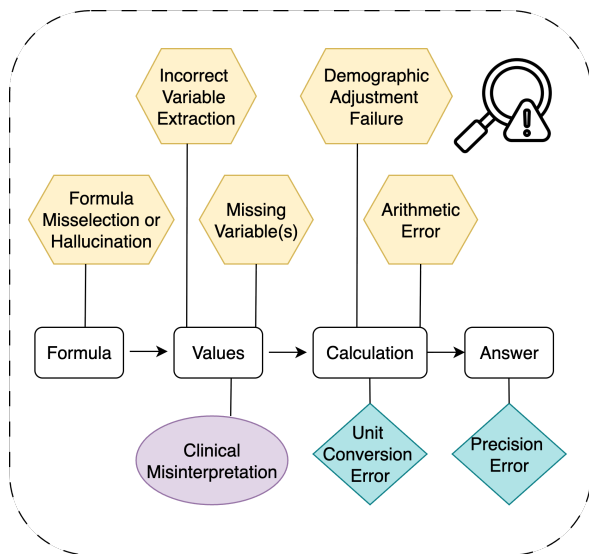 Incorrect
Variable
Extraction
Demographic
Adjustment
Failure
Formula
Misselection or
Hallucination
Missing
Variable(s)
Arithmetic
Error
Formula
Values
Calculation
Answer
Clinical
Misinterpretation
Unit
Conversion
Error
Precision
Error